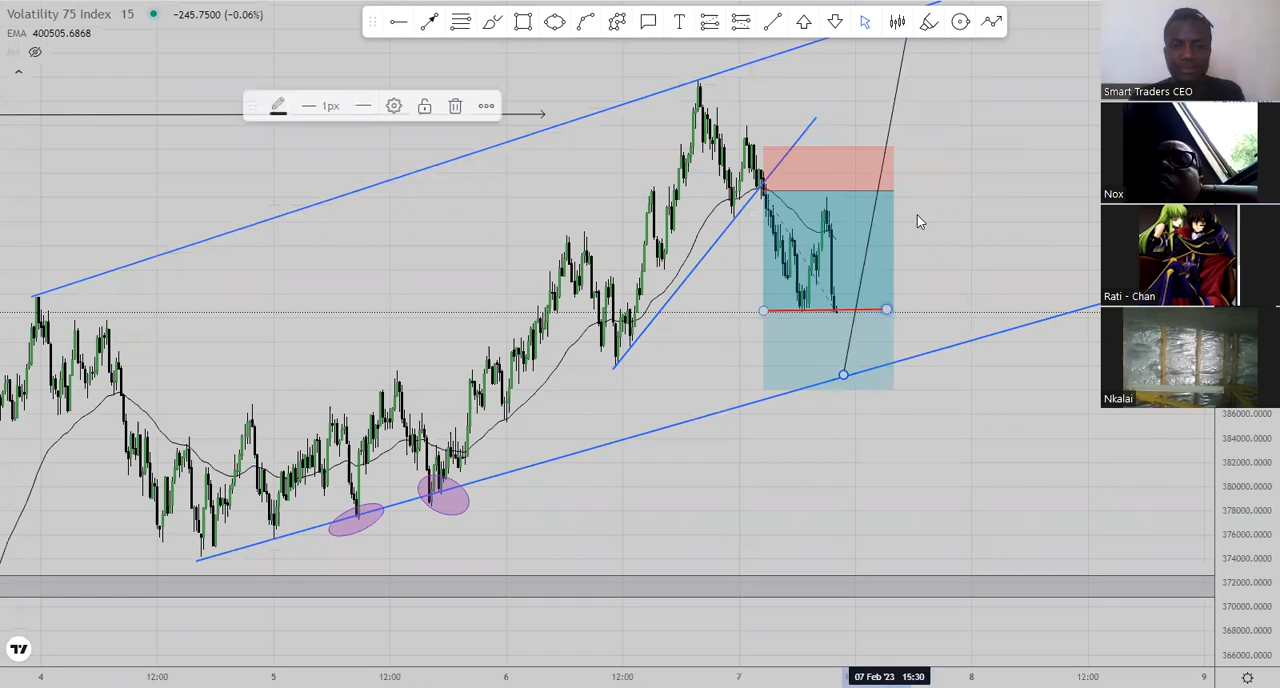 Volatility 75 Index 15 −245.7500 (−0.06%)
EMA 400505.6868
1px
T
Smart Traders CEO
Nox
Rati - Chan
Nkalai
386000.0000
384000.0000
382000.0000
380000.0000
378000.0000
376000.0000
374000.0000
372000.0000
370000.0000
368000.0000
366000.0000
4 12:00 5 12:00 6 12:00 7 07 Feb '23 15:30 8 12:00 9